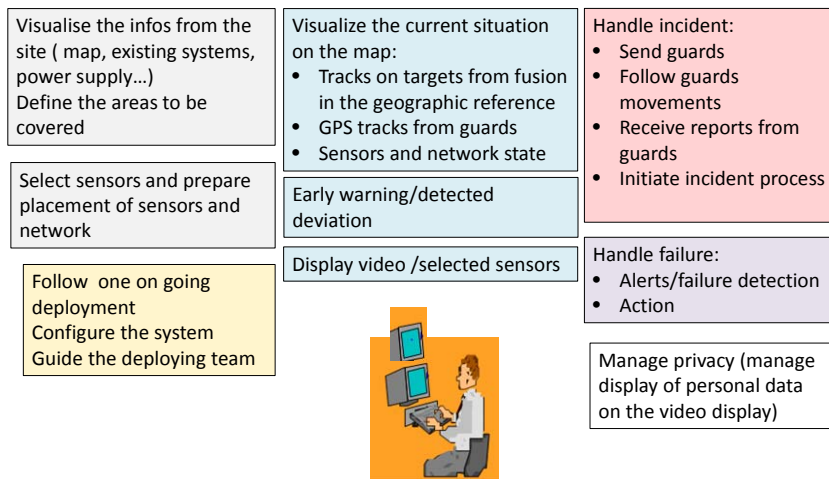 Visualise the infos from the
site ( map, existing systems,
power supply…)
Define the areas to be
covered
Select sensors and prepare
placement of sensors and
network
Follow  one on going
deployment
Configure the system
Guide the deploying team
Visualize the current situation
on the map:
• Tracks on targets from fusion
in the geographic reference
• GPS tracks from guards
• Sensors and network state
Early warning/detected
deviation
Display video /selected sensors
Handle incident:
• Send guards
• Follow guards
movements
• Receive reports from
guards
• Initiate incident process
Handle failure:
• Alerts/failure detection
• Action
Manage privacy (manage
display of personal data
on the video display)